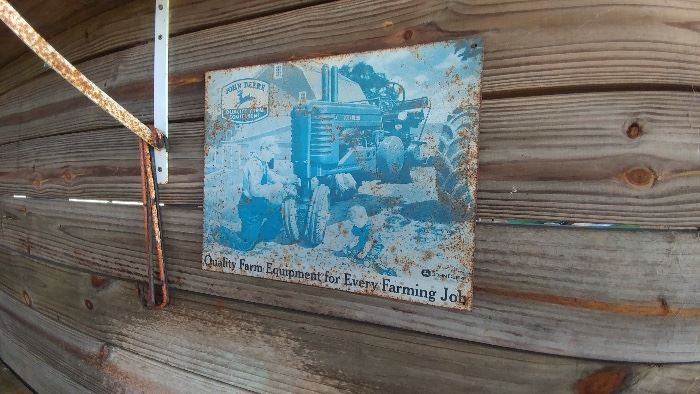 JOHN DEERE
QUALITY FARM
EQUIPMENT
Quality Farm Equipment for Every Farming Job